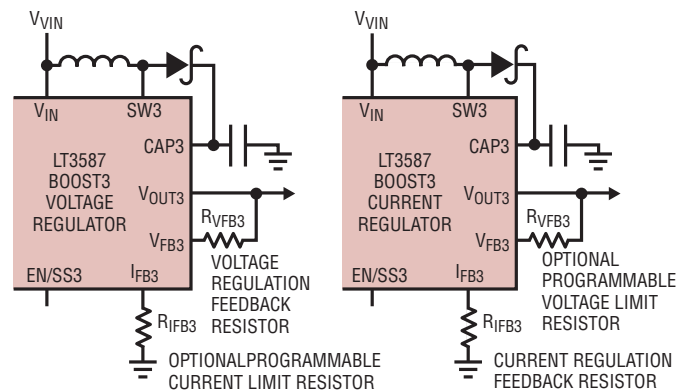 VVIN
VIN
SW3
CAP3
LT3587
BOOST3
VOLTAGE
REGULATOR
VOUT3
RVFB3
VFB3
EN/SS3
IFB3
VOLTAGE
REGULATION
FEEDBACK
RESISTOR
RIFB3
OPTIONALPROGRAMMABLE
CURRENT LIMIT RESISTOR
VVIN
VIN
SW3
CAP3
LT3587
BOOST3
CURRENT
REGULATOR
VOUT3
RVFB3
VFB3
EN/SS3
IFB3
OPTIONAL
PROGRAMMABLE
VOLTAGE LIMIT
RESISTOR
RIFB3
CURRENT REGULATION
FEEDBACK RESISTOR